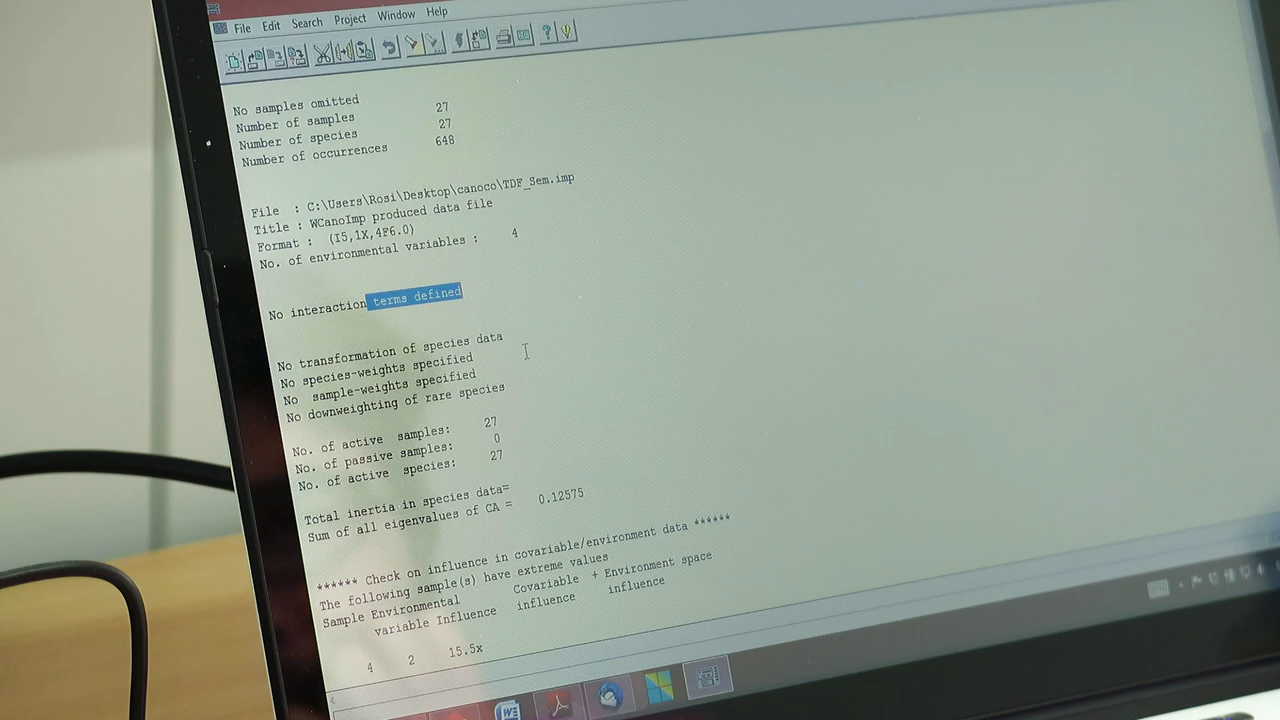 File Edit Search Project Window Help
No samples omitted
Number of samples 27
Number of species 27
Number of occurrences 648
File : C:\Users\Rosi\Desktop\canoco\TDF_Sem.imp
Title : WCanoImp produced data file
Format : (I5,1X,4F6.0)
No. of environmental variables : 4
No interaction terms defined
No transformation of species data
No species-weights specified
No sample-weights specified
No downweighting of rare species
No. of active samples: 27
No. of passive samples: 0
No. of active species: 27
Total inertia in species data=
Sum of all eigenvalues of CA = 0.12575
****** Check on influence in covariable/environment data ******
The following sample(s) have extreme values
Sample Environmental Covariable + Environment space
variable Influence influence influence
4 2 15.5x